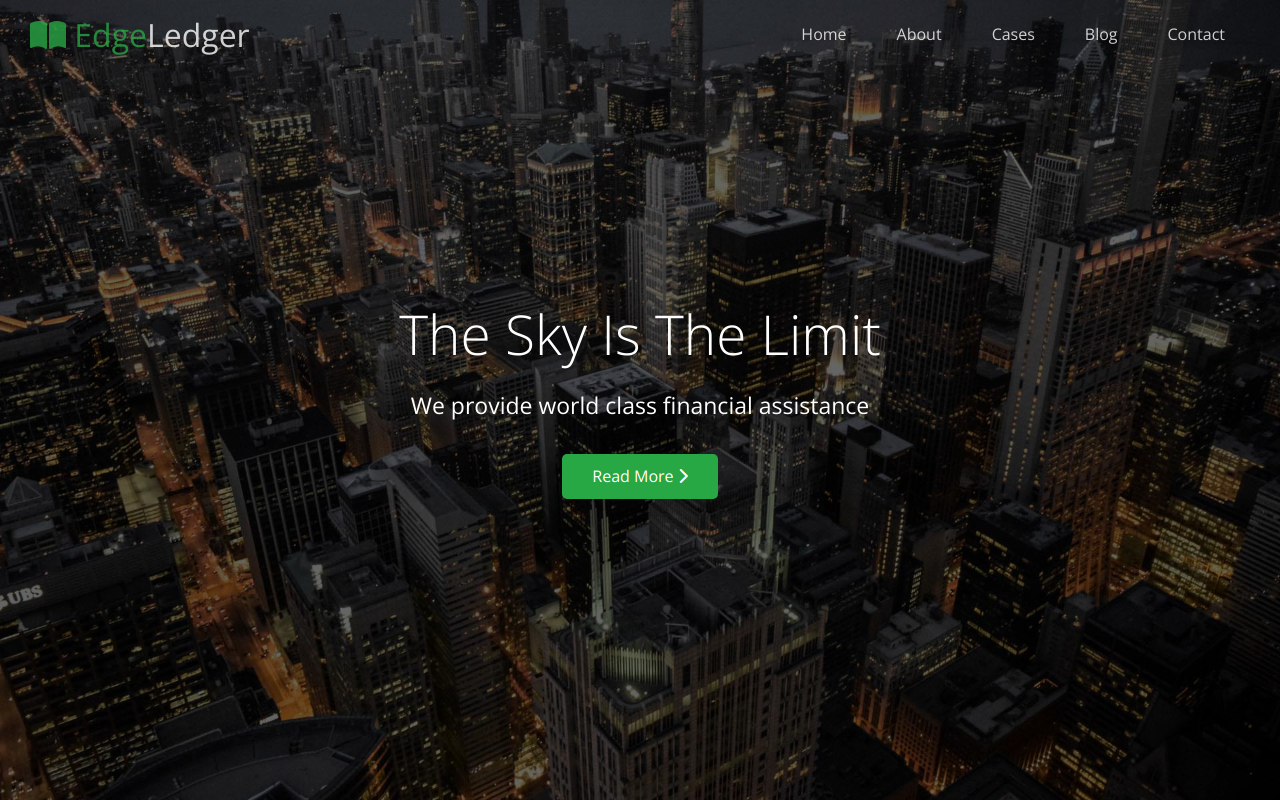 EdgeLedger
Home
About
Cases
Blog
Contact
The Sky Is The Limit
We provide world class financial assistance
Read More
UBS